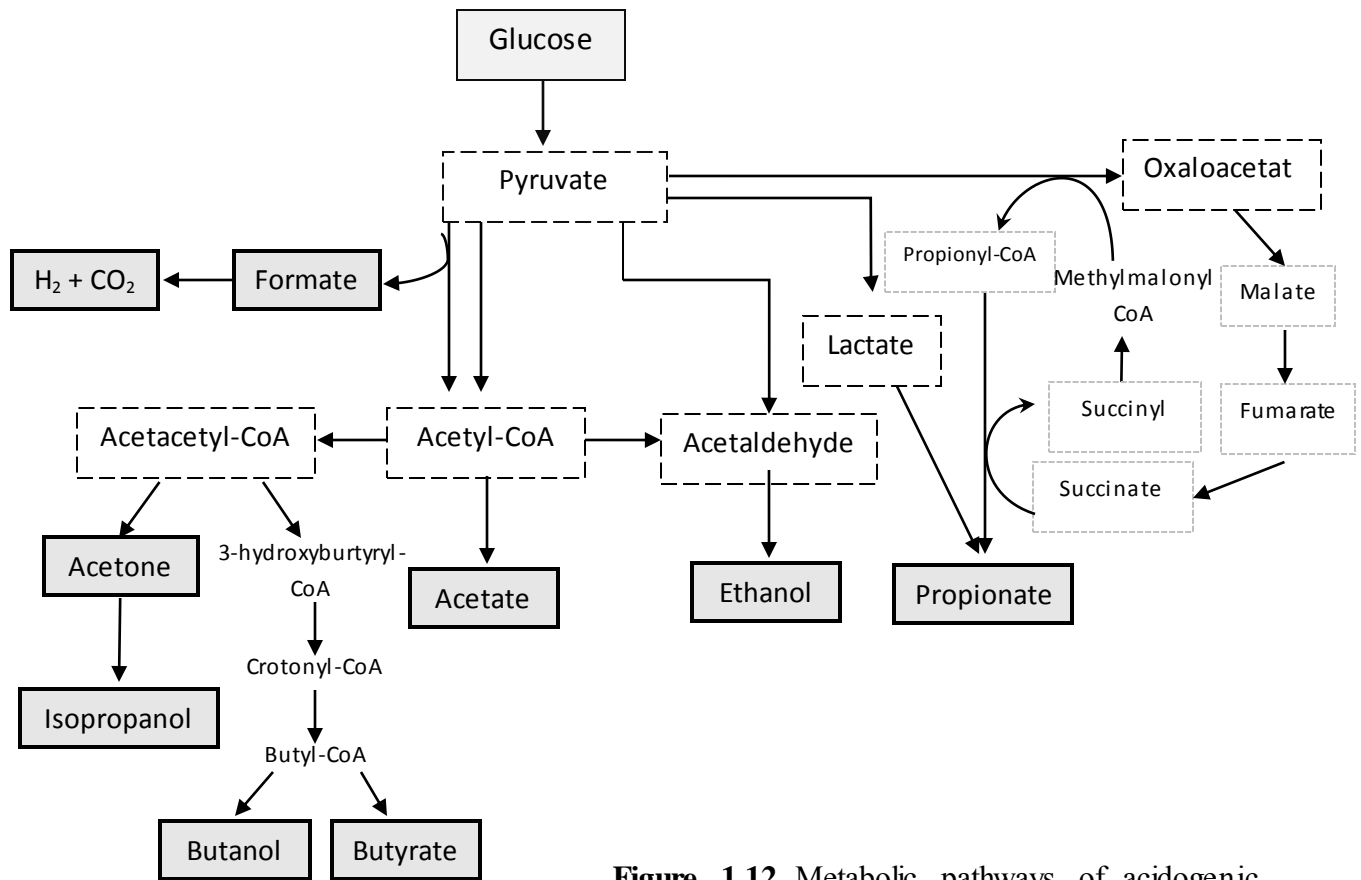 Glucose
Pyruvate
Oxaloacetat
Propionyl-CoA
Methylmalonyl
CoA
Malate
H₂ + CO₂
Formate
Lactate
Succinyl
Fumarate
Acetacetyl-CoA
Acetyl-CoA
Acetaldehyde
Succinate
Acetone
3-hydroxyburtyryl-
CoA
Acetate
Ethanol
Propionate
Crotonyl-CoA
Isopropanol
Butyl-CoA
Butanol
Butyrate
Figure 1.12 Metabolic pathways of acidogenic